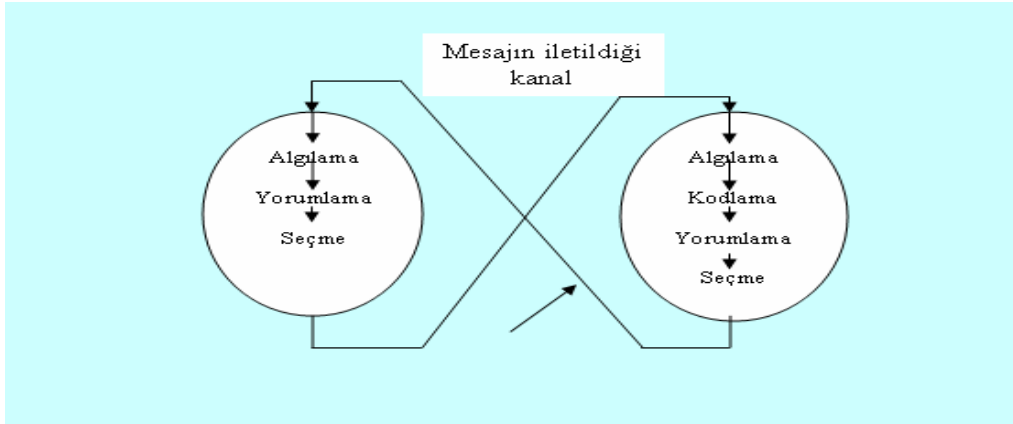 Mesajın iletildiği
kanal
Algılama
Yorumlama
Seçme
Algılama
Kodlama
Yorumlama
Seçme